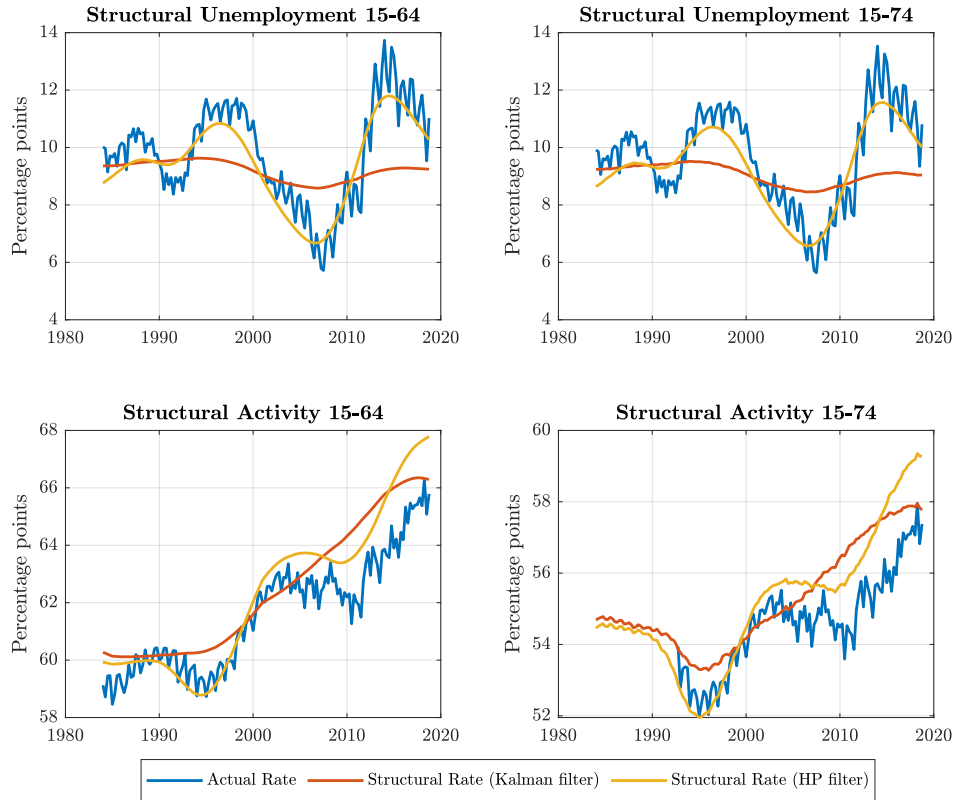 Structural Unemployment 15-64
Percentage points
14
12
10
8
6
4
1980 1990 2000 2010 2020
Structural Unemployment 15-74
Percentage points
14
12
10
8
6
4
1980 1990 2000 2010 2020
Structural Activity 15-64
Percentage points
68
66
64
62
60
58
1980 1990 2000 2010 2020
Structural Activity 15-74
Percentage points
60
58
56
54
52
1980 1990 2000 2010 2020
Actual Rate Structural Rate (Kalman filter) Structural Rate (HP filter)